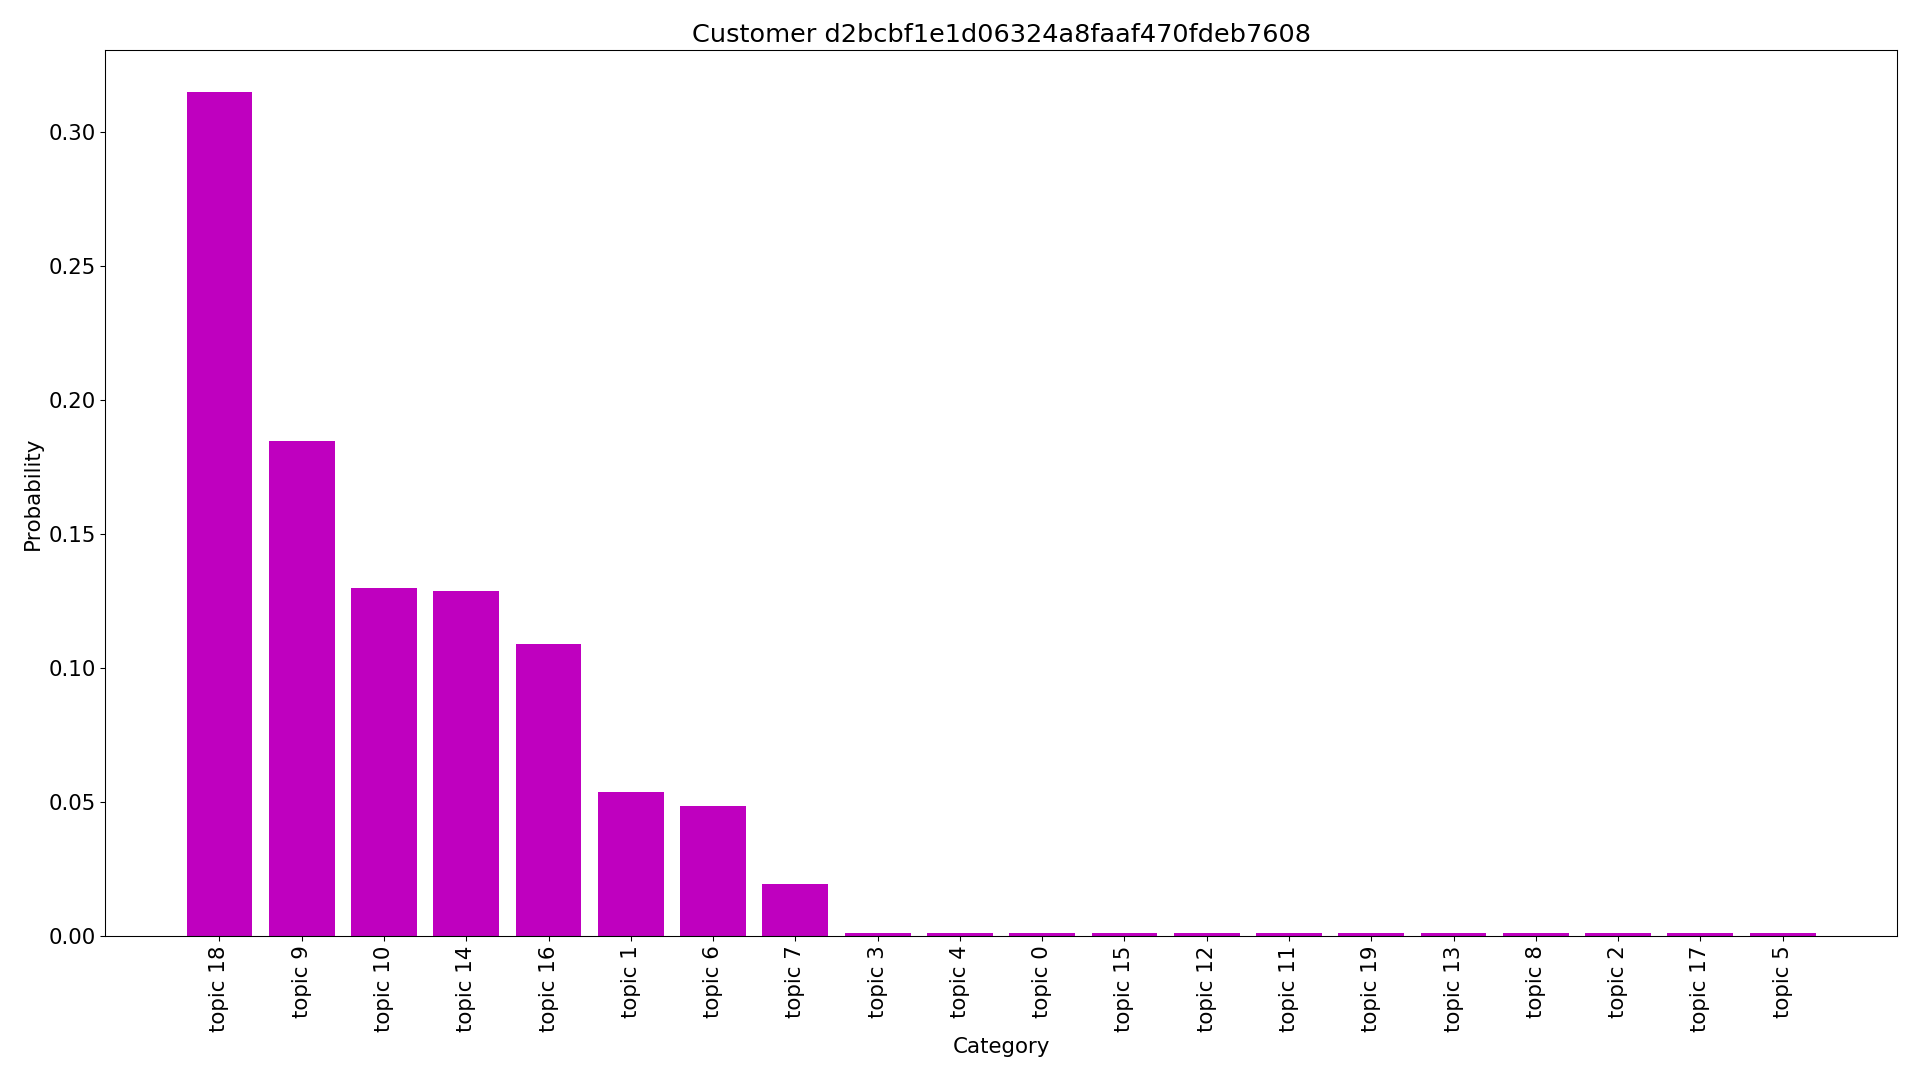 Customer d2bcbf1e1d06324a8faaf470fdeb7608
Probability
0.30
0.25
0.20
0.15
0.10
0.05
0.00
topic 18
topic 9
topic 10
topic 14
topic 16
topic 1
topic 6
topic 7
topic 3
topic 4
topic 0
topic 15
topic 12
topic 11
topic 19
topic 13
topic 8
topic 2
topic 17
topic 5
Category